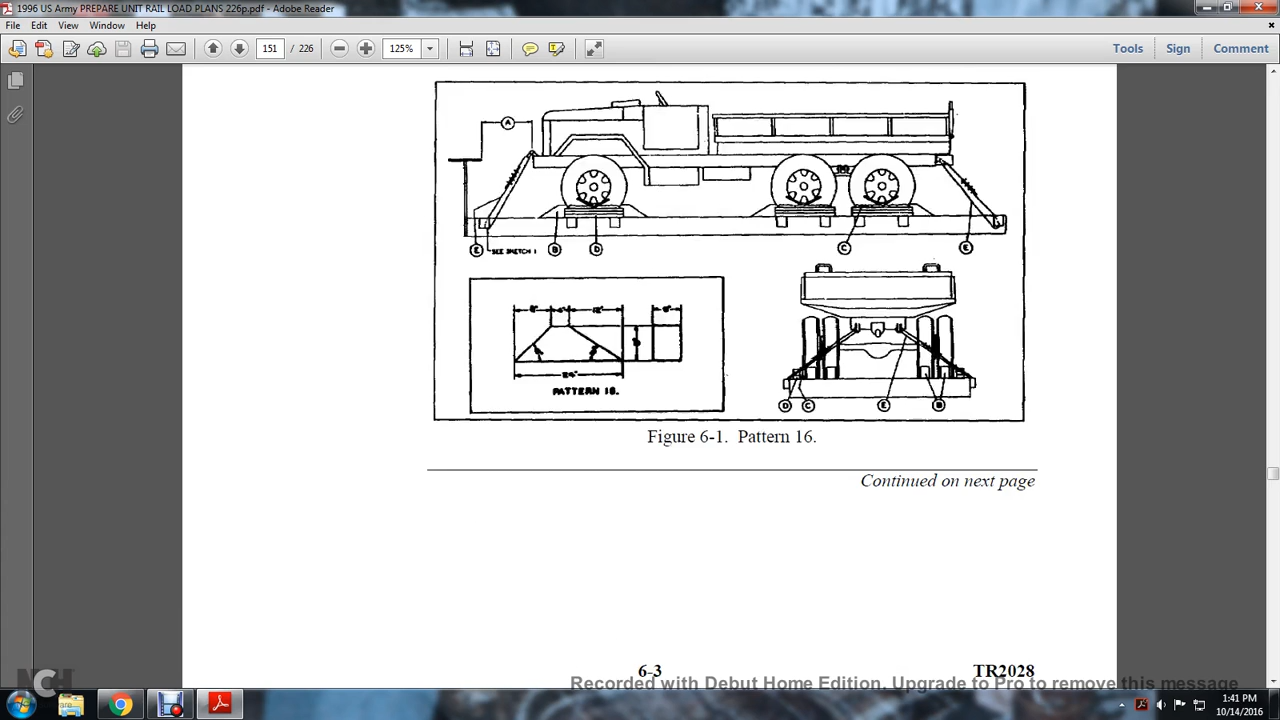 1996 US Army PREPARE UNIT RAIL LOAD PLANS 226p.pdf - Adobe Reader
File Edit View Window Help
151 / 226 125% Tools Sign Comment
A
E SEE SKETCH 1 B D C E
PATTERN 16.
D C E B
Figure 6-1. Pattern 16.
Continued on next page
6-3 TR2028
NCH
Recorded with Debut Home Edition. Upgrade to Pro to remove this message
1:41 PM
10/14/2016